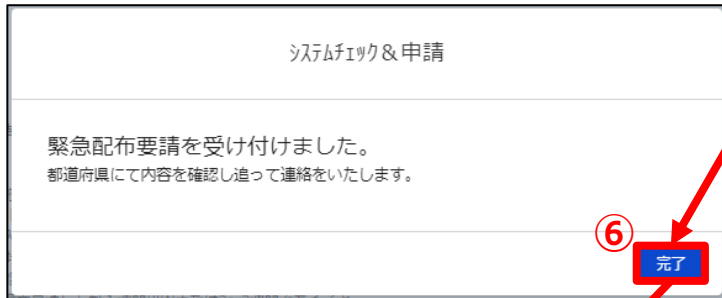 ｼｽﾃﾑﾁｪｯｸ＆申請
緊急配布要請を受け付けました。
都道府県にて内容を確認し追って連絡をいたします。
⑥
完了